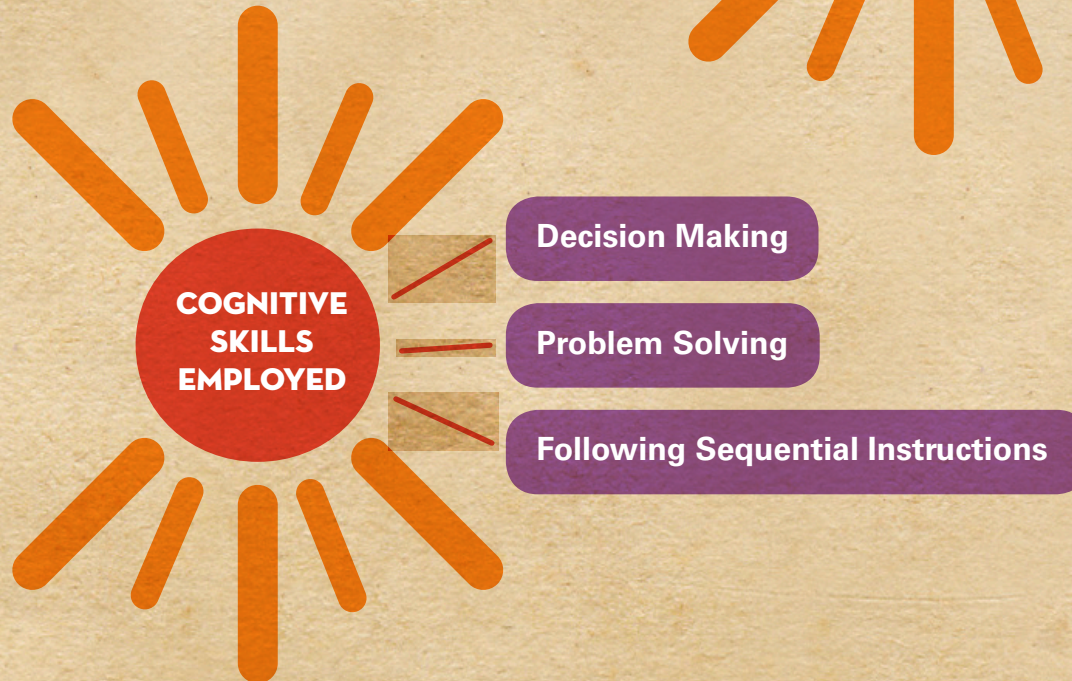 COGNITIVE
SKILLS
EMPLOYED
Decision Making
Problem Solving
Following Sequential Instructions